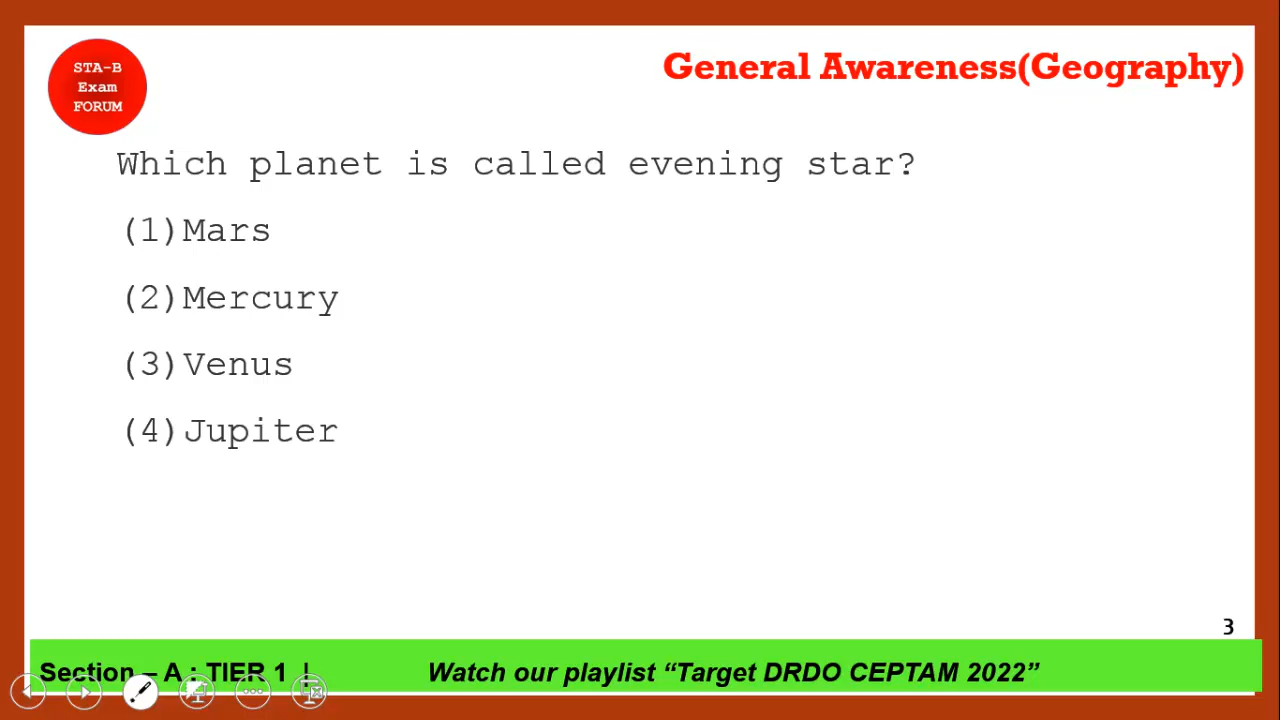 STA-B
Exam
FORUM
General Awareness(Geography)
Which planet is called evening star?
(1)Mars
(2)Mercury
(3)Venus
(4)Jupiter
3
Section – A : TIER 1 |
Watch our playlist “Target DRDO CEPTAM 2022”